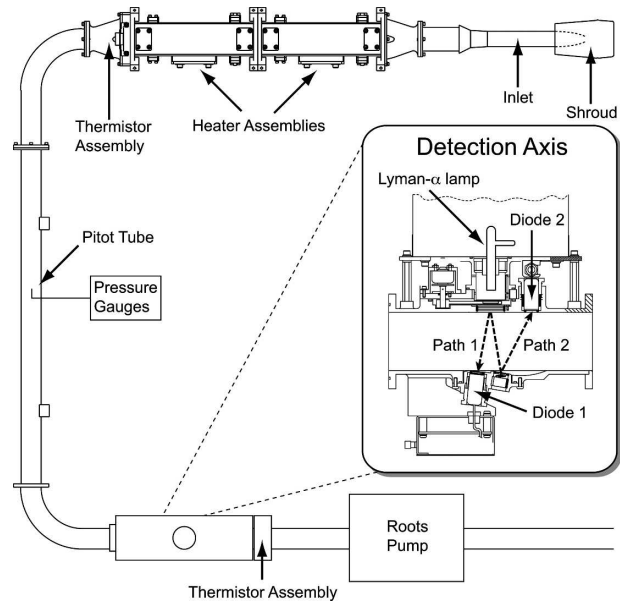 Thermistor
Assembly
Heater Assemblies
Inlet
Shroud
Detection Axis
Lyman-α lamp
Diode 2
Pitot Tube
Pressure
Gauges
Path 1
Path 2
Diode 1
Roots
Pump
Thermistor Assembly